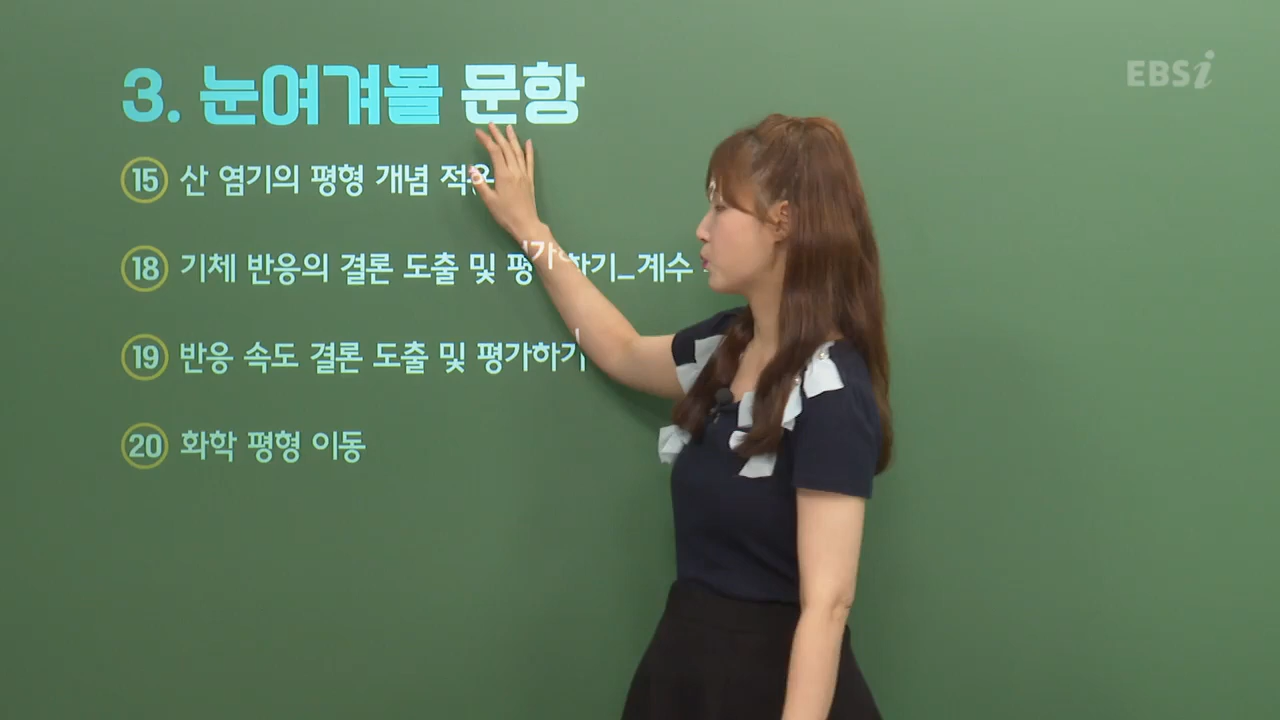 EBSi
3. 눈여겨볼 문항
15 산 염기의 평형 개념 적용
18 기체 반응의 결론 도출 및 평가하기_계수
19 반응 속도 결론 도출 및 평가하기
20 화학 평형 이동